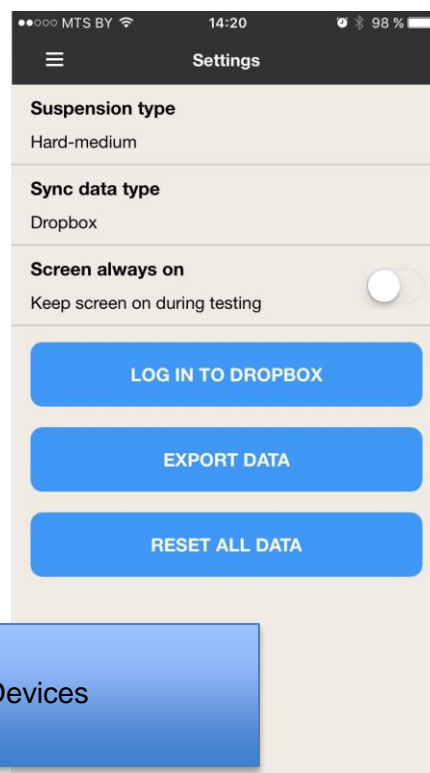 MTS BY 14:20 98 %
Settings
Suspension type
Hard-medium
Sync data type
Dropbox
Screen always on
Keep screen on during testing
LOG IN TO DROPBOX
EXPORT DATA
RESET ALL DATA
Devices